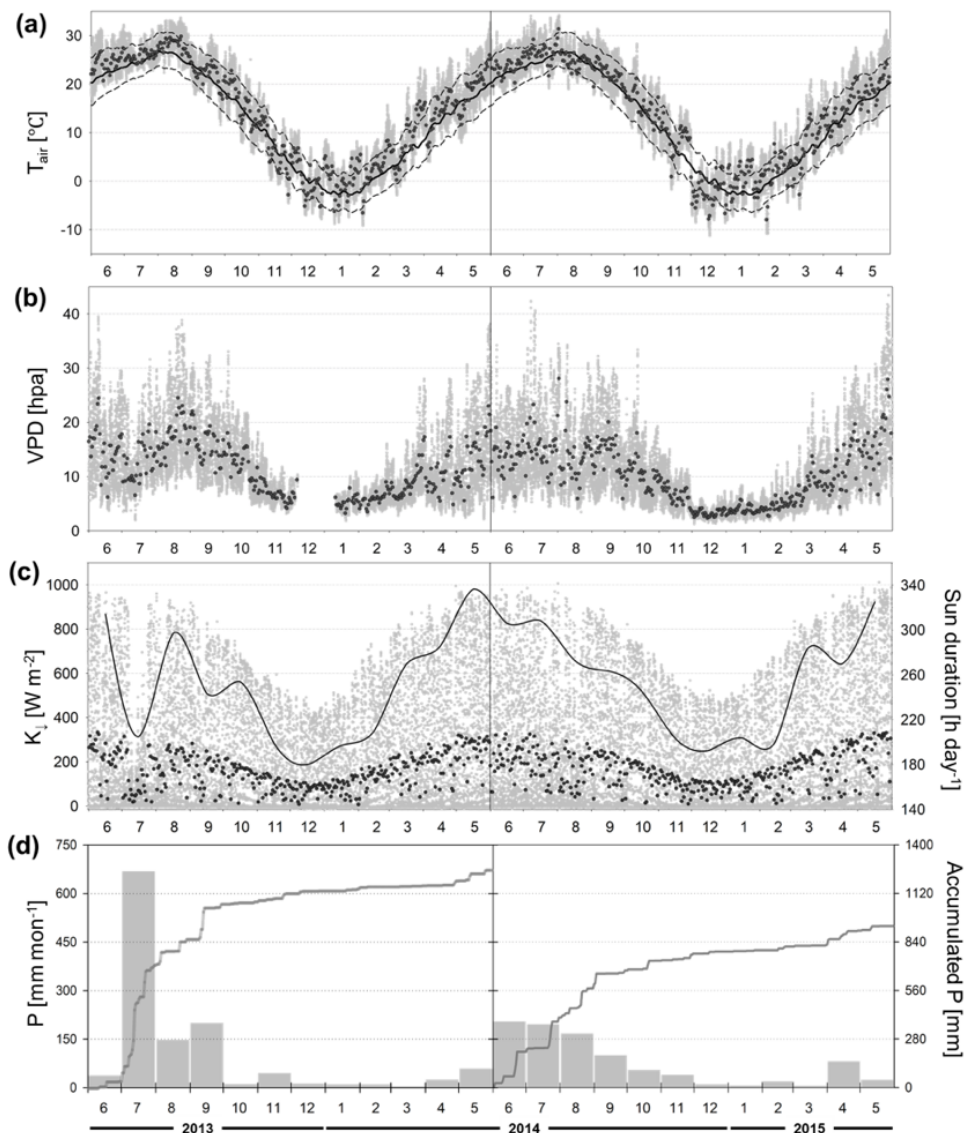 (a)
30
20
10
0
-10
T_air [°C]
6 7 8 9 10 11 12 1 2 3 4 5 6 7 8 9 10 11 12 1 2 3 4 5
(b)
40
30
20
10
0
VPD [hpa]
6 7 8 9 10 11 12 1 2 3 4 5 6 7 8 9 10 11 12 1 2 3 4 5
(c)
1000
800
600
400
200
0
K↓ [W m-2]
340
300
260
220
180
140
Sun duration [h day-1]
6 7 8 9 10 11 12 1 2 3 4 5 6 7 8 9 10 11 12 1 2 3 4 5
(d)
750
600
450
300
150
0
P [mm mon-1]
1400
1120
840
560
280
0
Accumulated P [mm]
6 7 8 9 10 11 12 1 2 3 4 5 6 7 8 9 10 11 12 1 2 3 4 5
2013 2014 2015